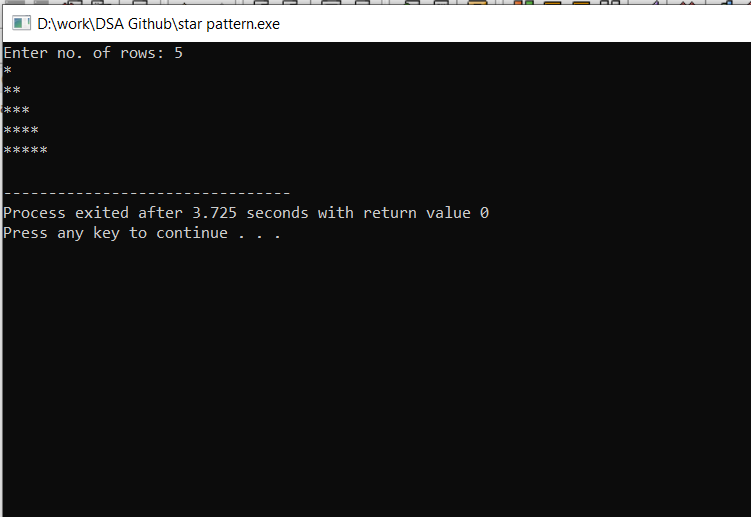 D:\work\DSA Github\star pattern.exe
Enter no. of rows: 5
*
**
***
****
*****
--------------------------------
Process exited after 3.725 seconds with return value 0
Press any key to continue . . .